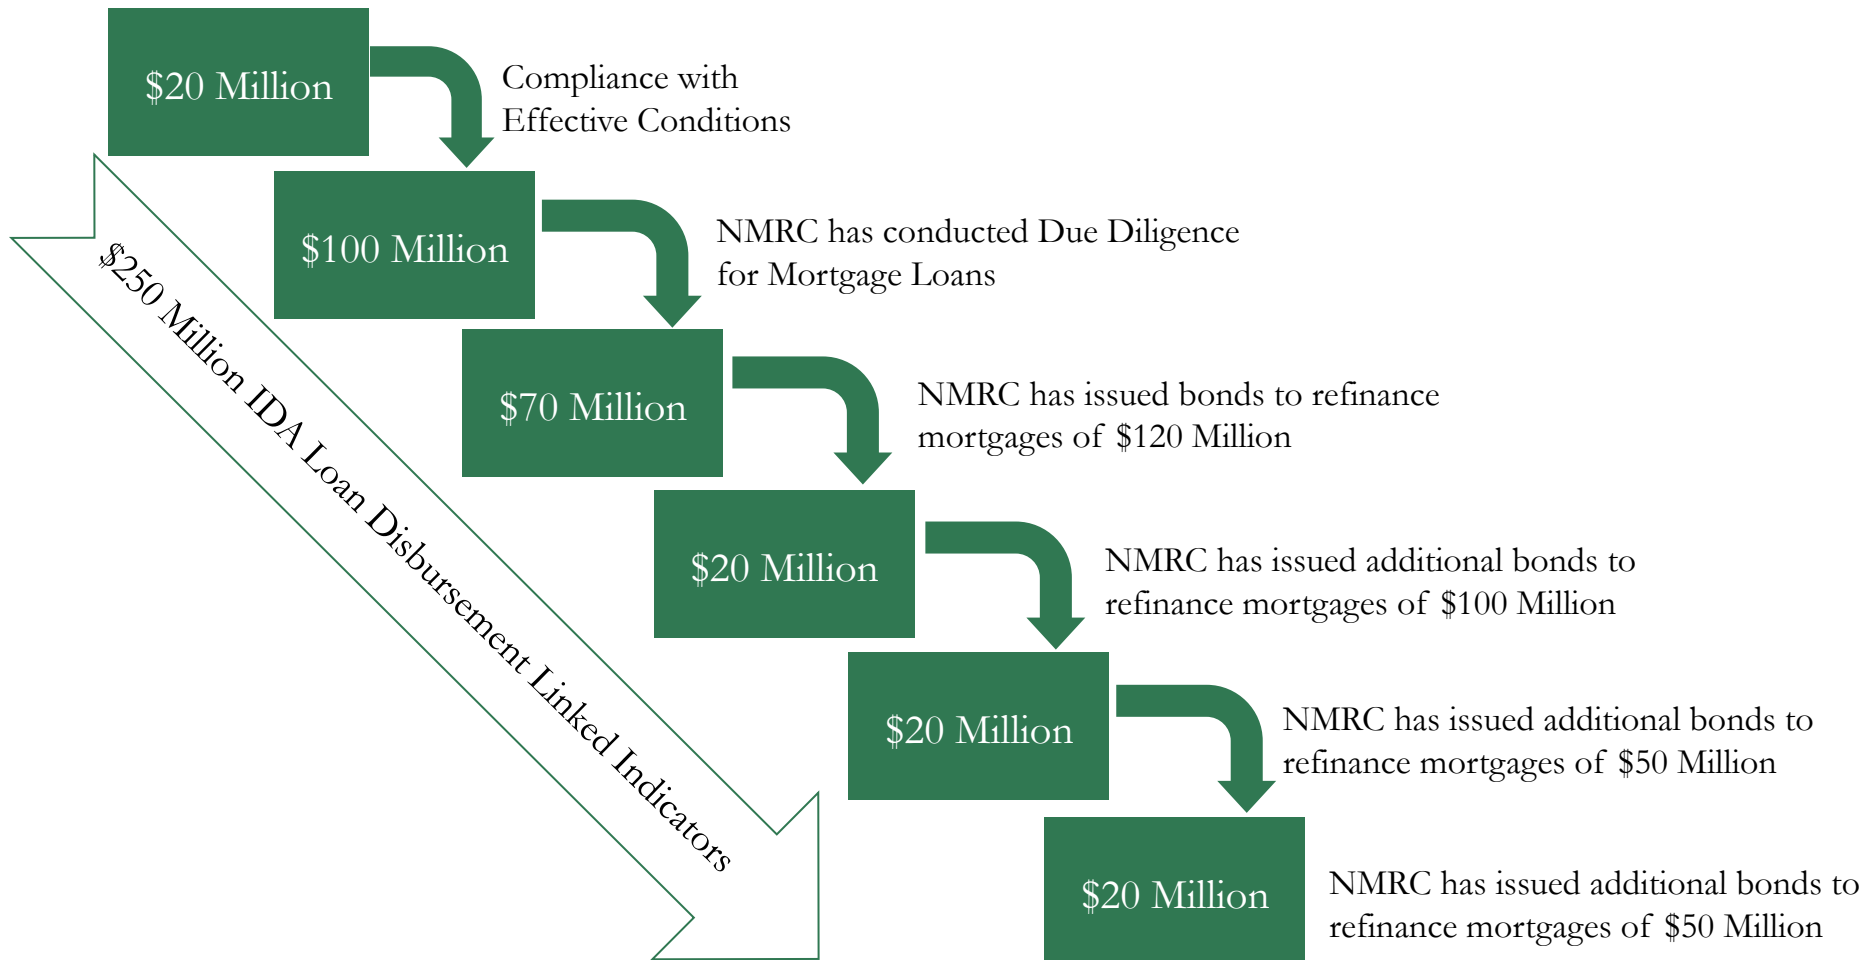 $20 Million
Compliance with
Effective Conditions
$100 Million
NMRC has conducted Due Diligence
for Mortgage Loans
$250 Million IDA Loan Disbursement Linked Indicators
$70 Million
NMRC has issued bonds to refinance
mortgages of $120 Million
$20 Million
NMRC has issued additional bonds to
refinance mortgages of $100 Million
$20 Million
NMRC has issued additional bonds to
refinance mortgages of $50 Million
$20 Million
NMRC has issued additional bonds to
refinance mortgages of $50 Million